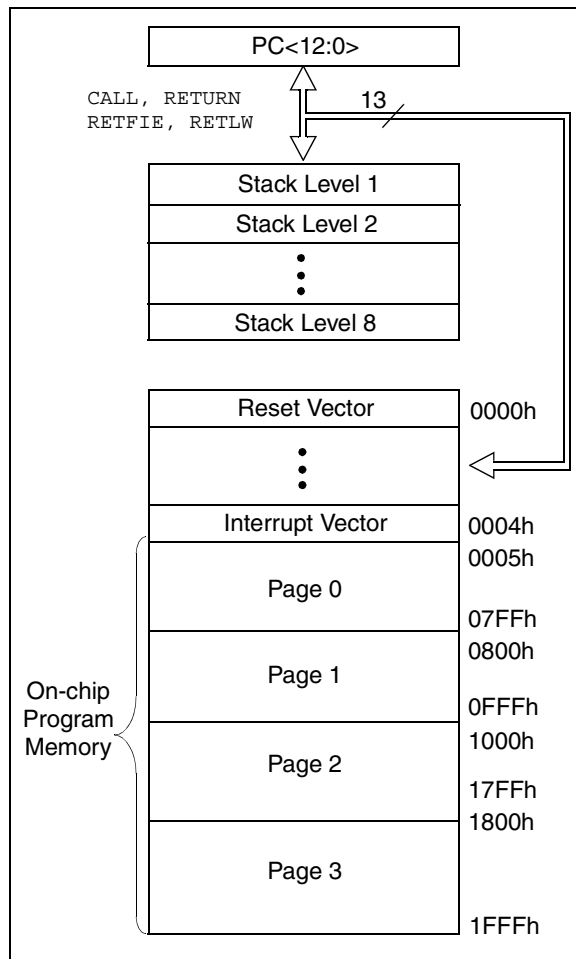 PC<12:0>
CALL, RETURN
RETFIE, RETLW
13
Stack Level 1
Stack Level 2
Stack Level 8
Reset Vector
0000h
Interrupt Vector
0004h
0005h
Page 0
07FFh
0800h
Page 1
0FFFh
On-chip
Program
Memory
1000h
Page 2
17FFh
1800h
Page 3
1FFFh